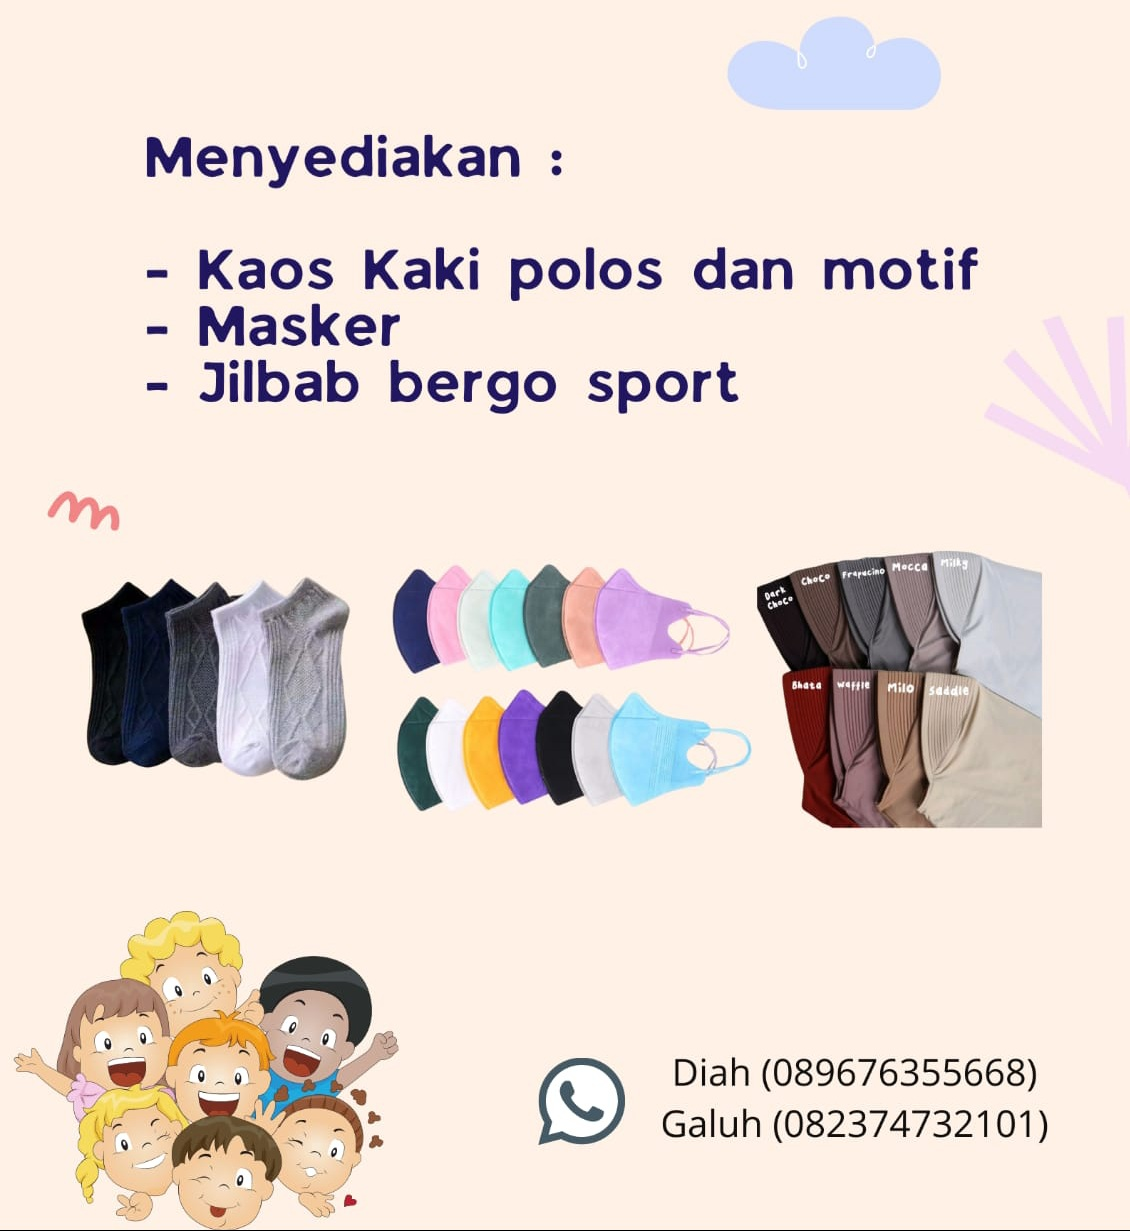 Menyediakan :
- Kaos Kaki polos dan motif
- Masker
- Jilbab bergo sport
Dark Choco
Choco
Frapucino
Mocca
Milky
Bhata
Waffle
Milo
Saddle
Diah (089676355668)
Galuh (082374732101)